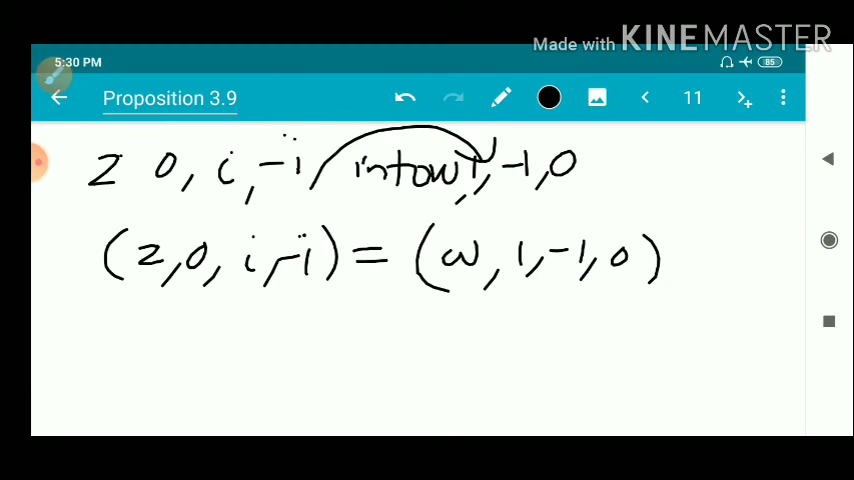 Made with KINEMASTER
5:30 PM
85
Proposition 3.9
11
z 0, i, -i, into w 1, -1, 0
(z, 0, i, -i) = (w, 1, -1, 0)